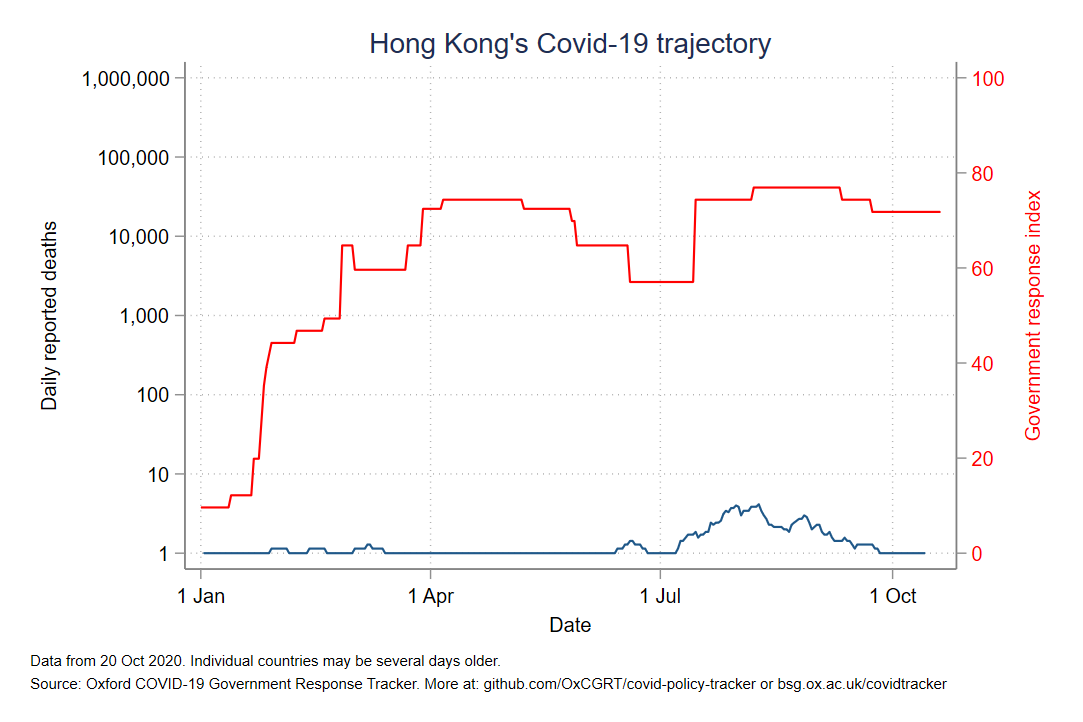 Hong Kong's Covid-19 trajectory
1,000,000
100,000
10,000
1,000
100
10
1
Daily reported deaths
100
80
60
40
20
0
Government response index
1 Jan
1 Apr
1 Jul
1 Oct
Date
Data from 20 Oct 2020. Individual countries may be several days older.
Source: Oxford COVID-19 Government Response Tracker. More at: github.com/OxCGRT/covid-policy-tracker or bsg.ox.ac.uk/covidtracker